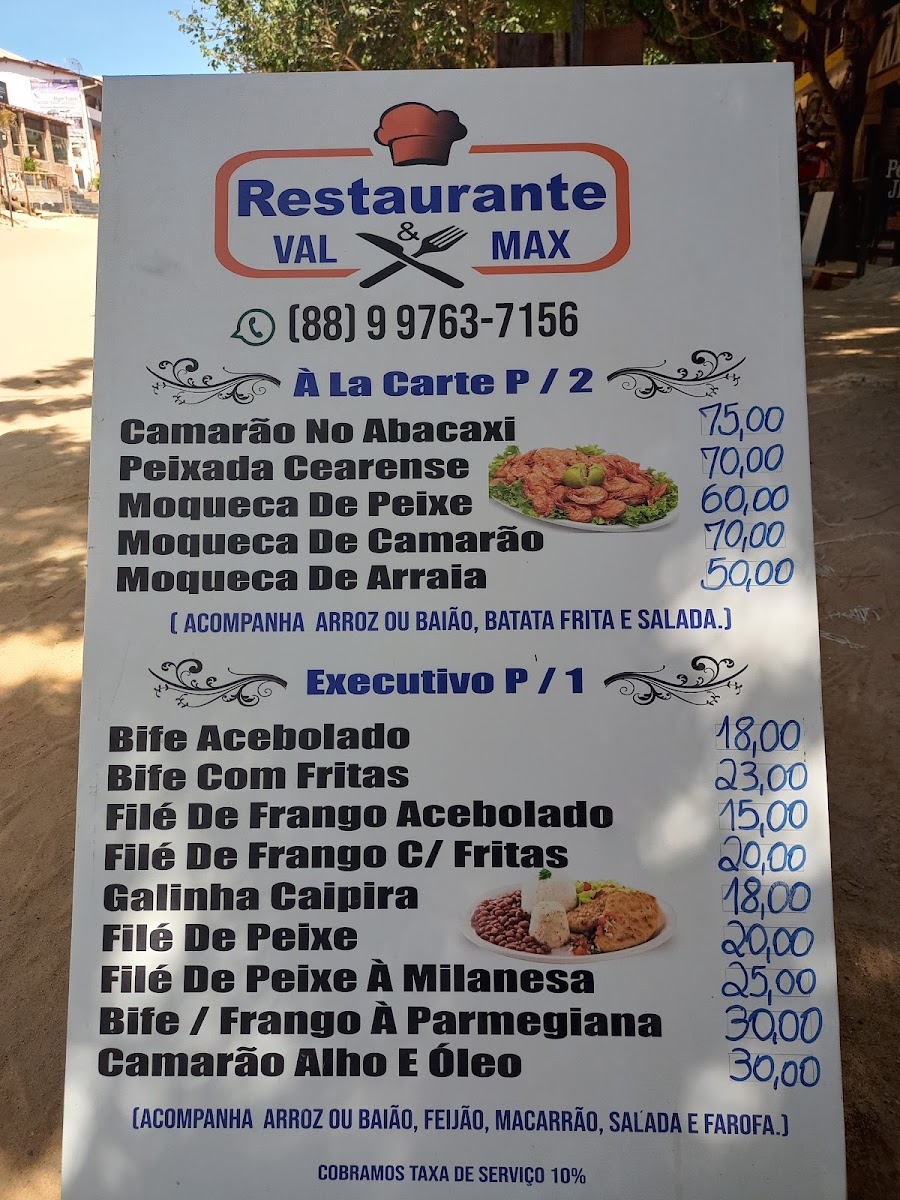 Restaurante
VAL & MAX
(88) 9 9763-7156
À La Carte P / 2
Camarão No Abacaxi 75,00
Peixada Cearense 70,00
Moqueca De Peixe 60,00
Moqueca De Camarão 70,00
Moqueca De Arraia 50,00
( ACOMPANHA ARROZ OU BAIÃO, BATATA FRITA E SALADA.)
Executivo P / 1
Bife Acebolado 18,00
Bife Com Fritas 23,00
Filé De Frango Acebolado 15,00
Filé De Frango C/ Fritas 20,00
Galinha Caipira 18,00
Filé De Peixe 20,00
Filé De Peixe À Milanesa 25,00
Bife / Frango À Parmegiana 30,00
Camarão Alho E Óleo 30,00
(ACOMPANHA ARROZ OU BAIÃO, FEIJÃO, MACARRÃO, SALADA E FAROFA.)
COBRAMOS TAXA DE SERVIÇO 10%